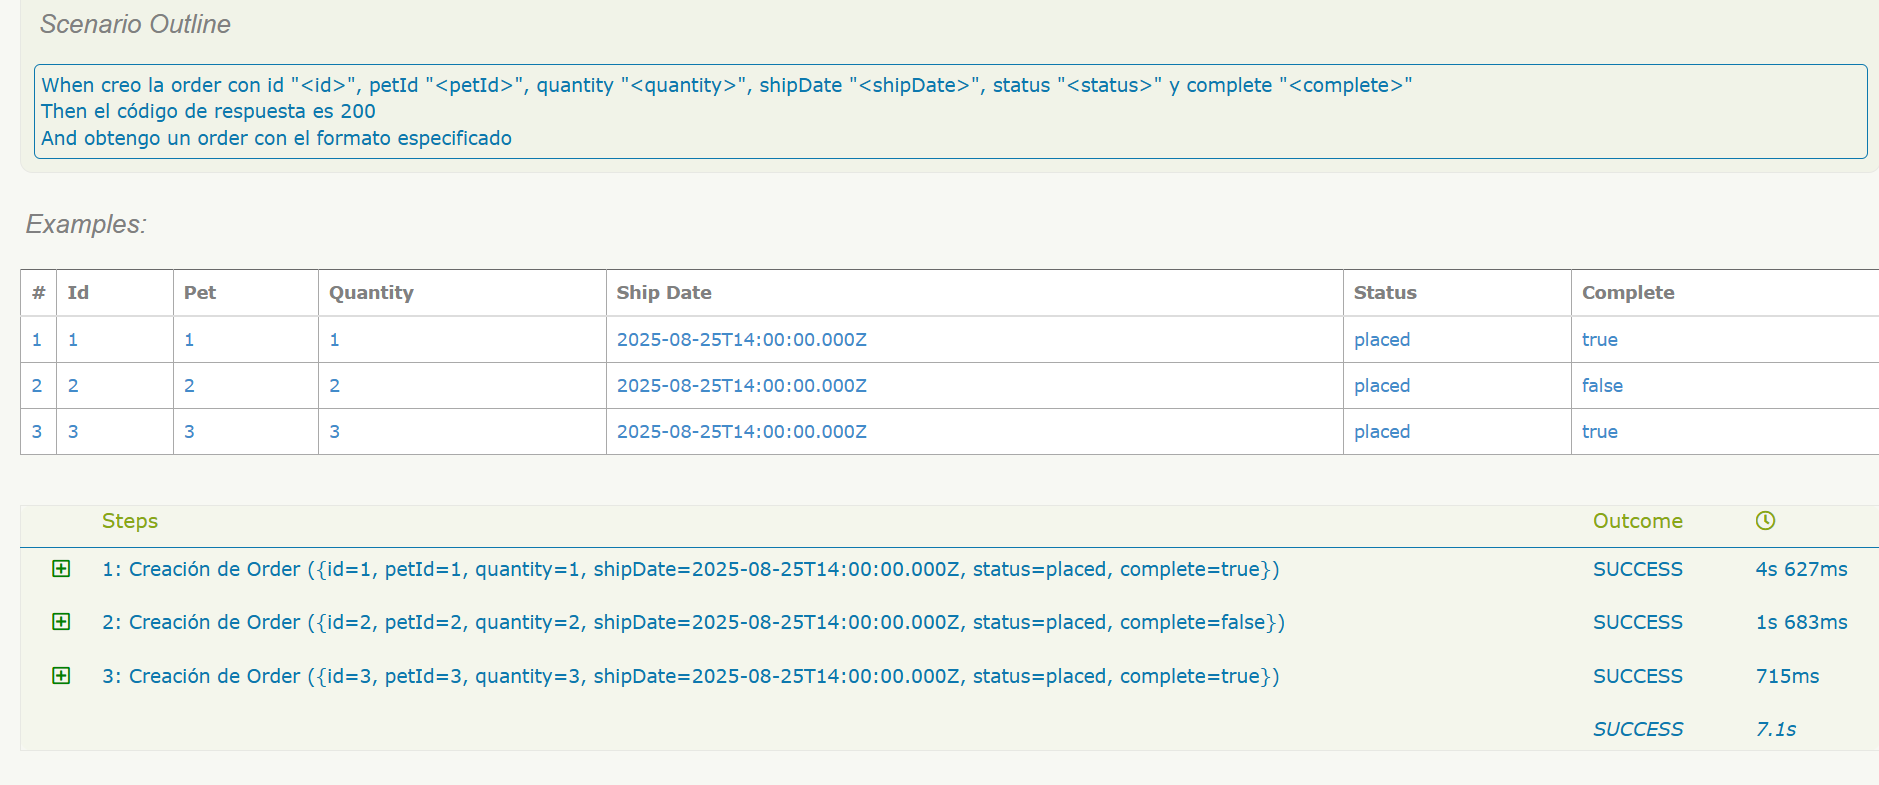 Scenario Outline
When creo la order con id "<id>", petId "<petId>", quantity "<quantity>", shipDate "<shipDate>", status "<status>" y complete "<complete>"
Then el código de respuesta es 200
And obtengo un order con el formato especificado
Examples:
# Id Pet Quantity Ship Date Status Complete
1 1 1 1 2025-08-25T14:00:00.000Z placed true
2 2 2 2 2025-08-25T14:00:00.000Z placed false
3 3 3 3 2025-08-25T14:00:00.000Z placed true
Steps Outcome
1: Creación de Order ({id=1, petId=1, quantity=1, shipDate=2025-08-25T14:00:00.000Z, status=placed, complete=true}) SUCCESS 4s 627ms
2: Creación de Order ({id=2, petId=2, quantity=2, shipDate=2025-08-25T14:00:00.000Z, status=placed, complete=false}) SUCCESS 1s 683ms
3: Creación de Order ({id=3, petId=3, quantity=3, shipDate=2025-08-25T14:00:00.000Z, status=placed, complete=true}) SUCCESS 715ms
SUCCESS 7.1s